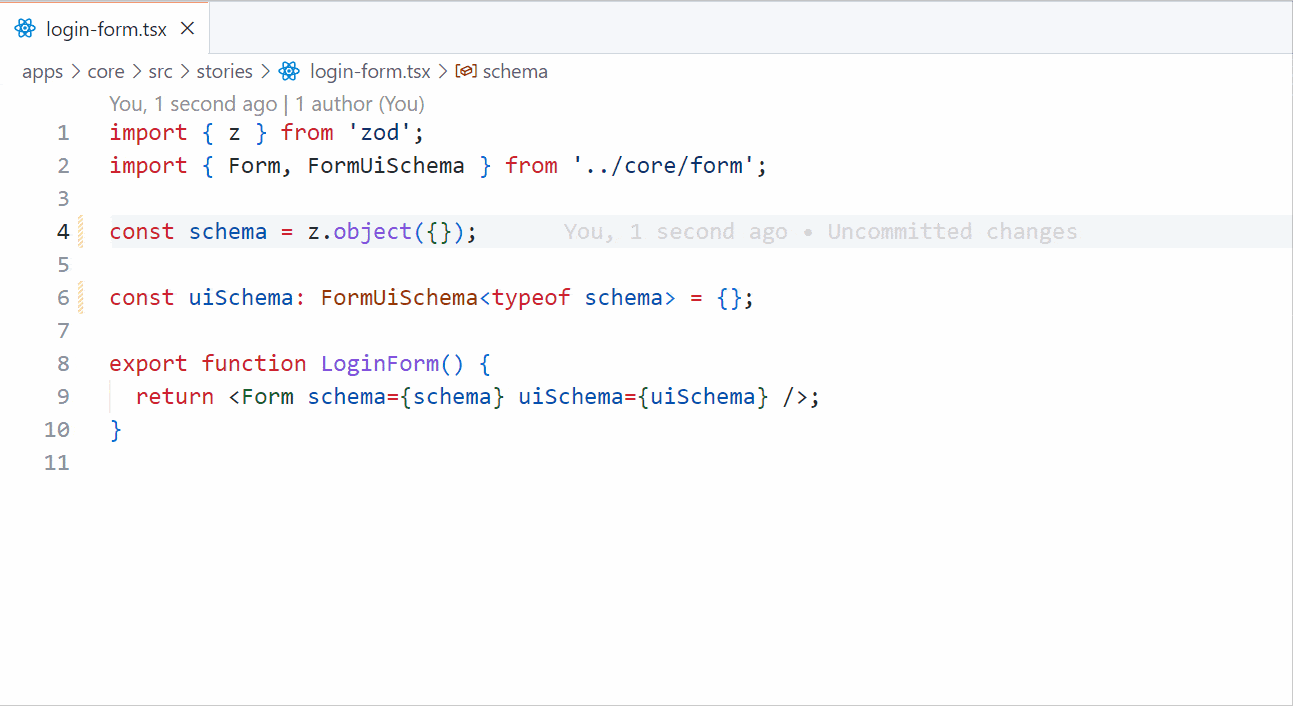 login-form.tsx
apps > core > src > stories > login-form.tsx > schema
You, 1 second ago | 1 author (You)
1 import { z } from 'zod';
2 import { Form, FormUiSchema } from '../core/form';
3
4 const schema = z.object({}); You, 1 second ago • Uncommitted changes
5
6 const uiSchema: FormUiSchema<typeof schema> = {};
7
8 export function LoginForm() {
9   return <Form schema={schema} uiSchema={uiSchema} />;
10 }
11